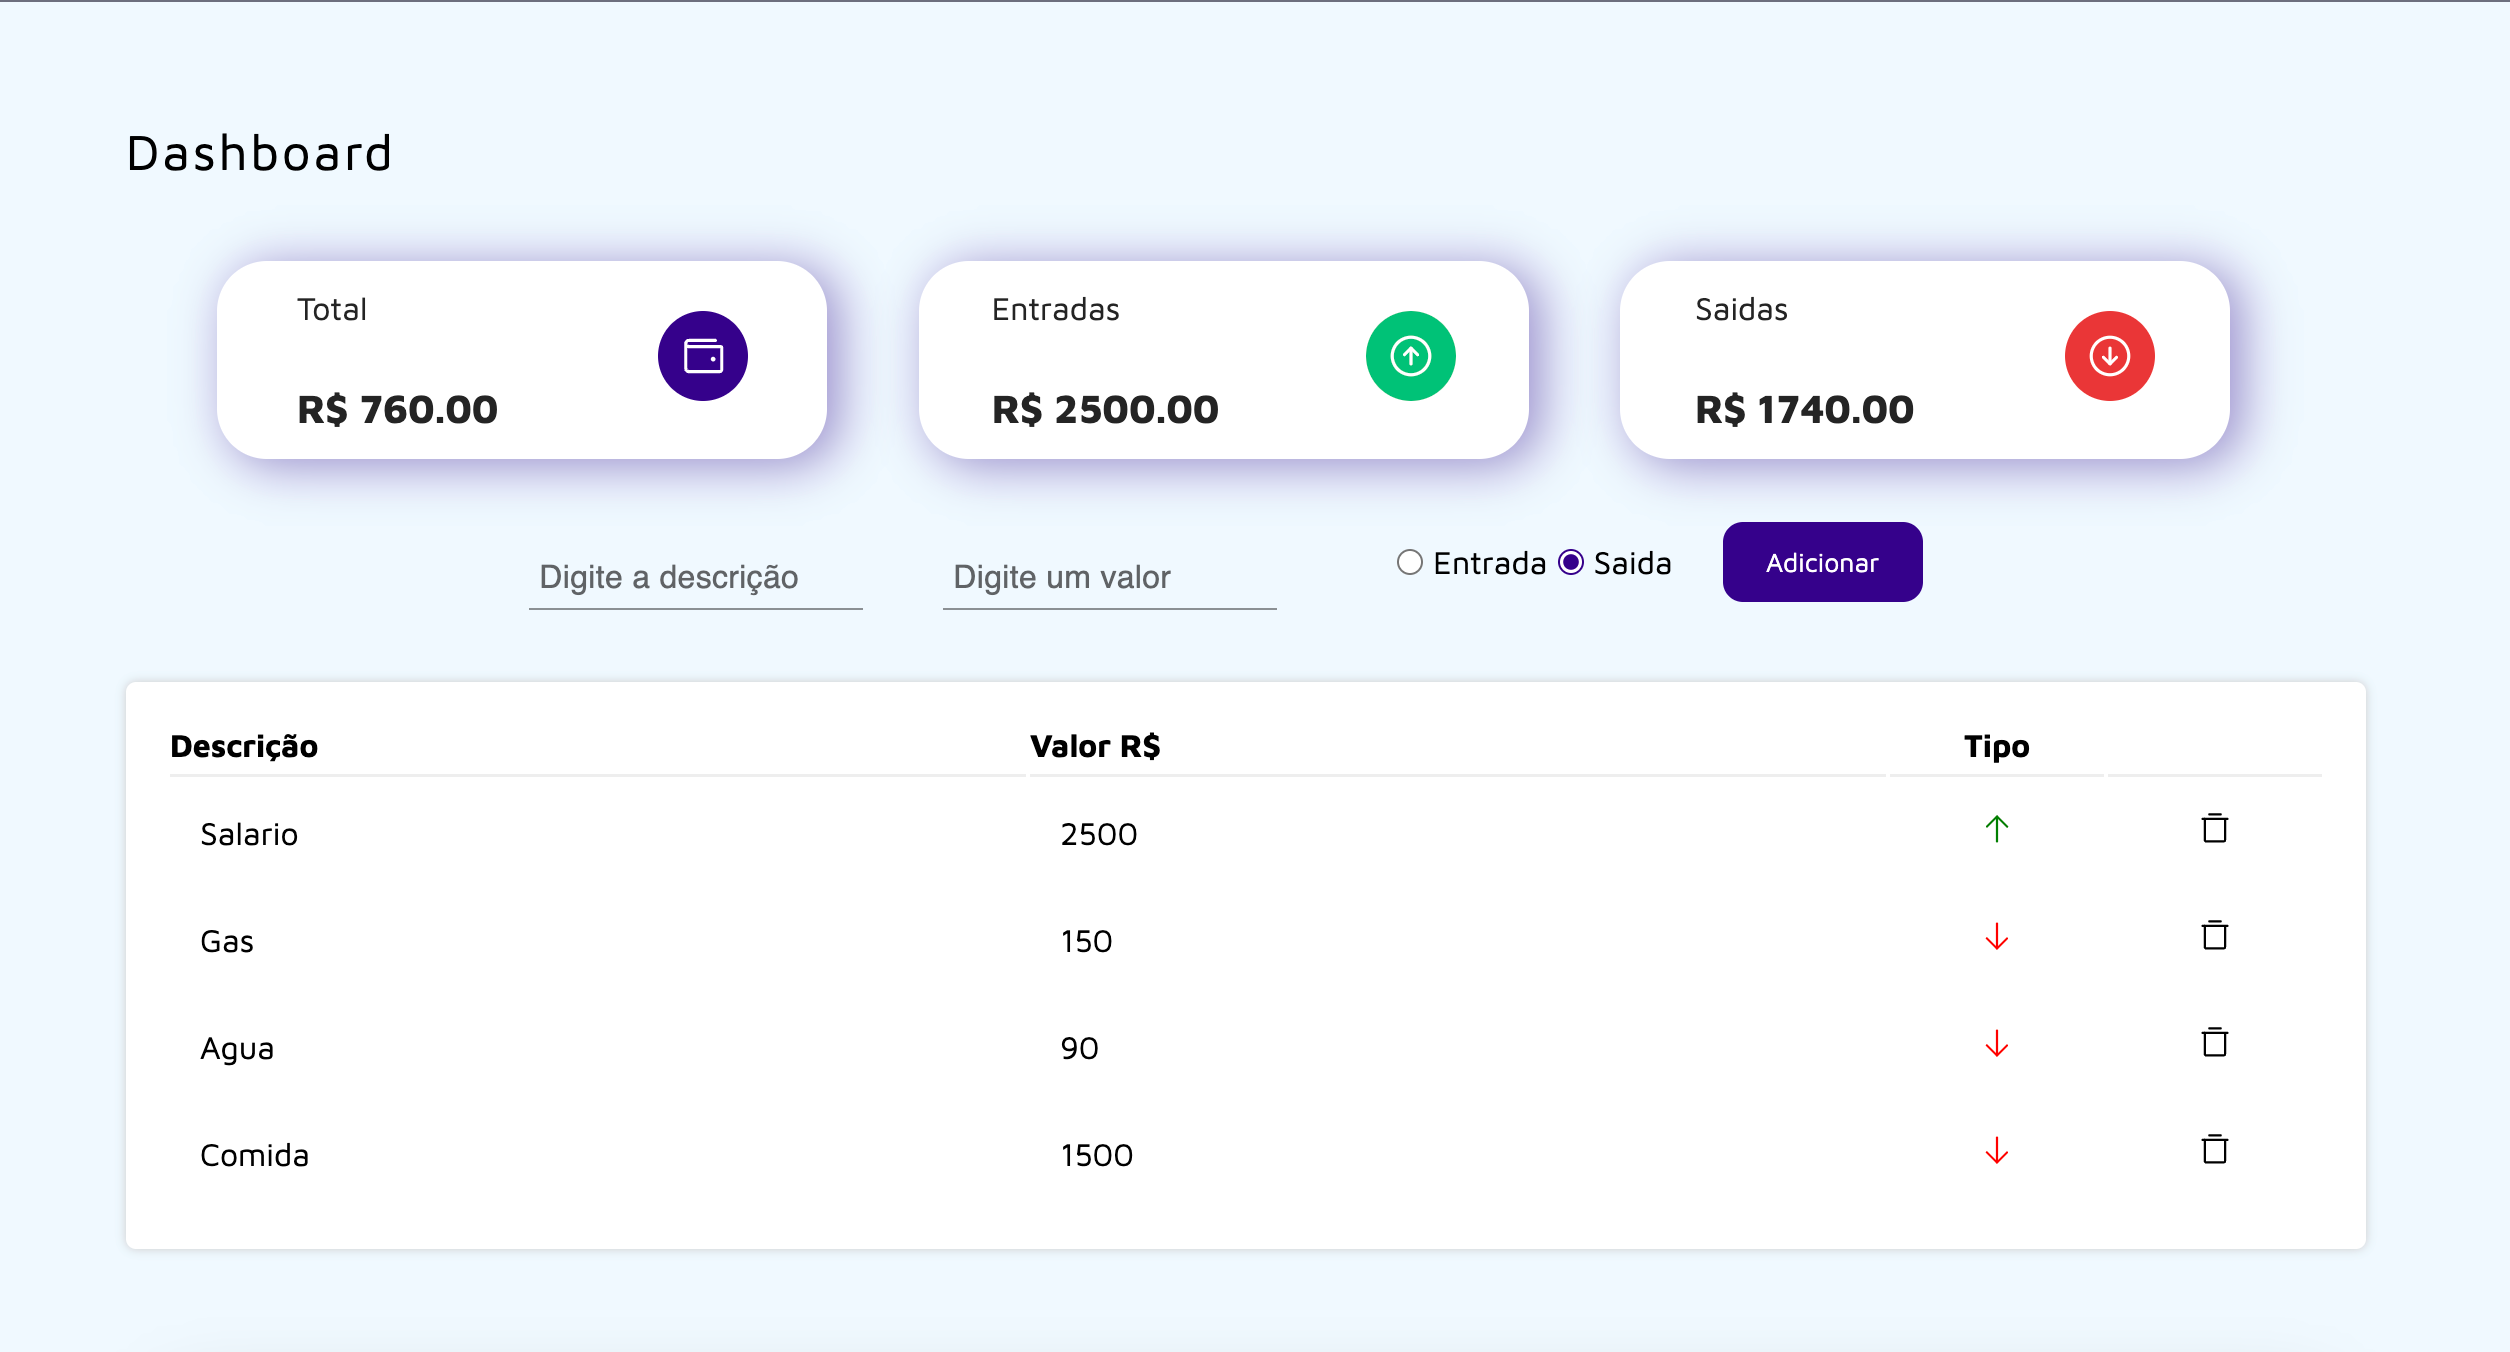 Dashboard
Total
R$ 760.00
Entradas
R$ 2500.00
Saidas
R$ 1740.00
Digite a descrição
Digite um valor
Entrada Saida
Adicionar
Descrição Valor R$ Tipo
Salario 2500
Gas 150
Agua 90
Comida 1500